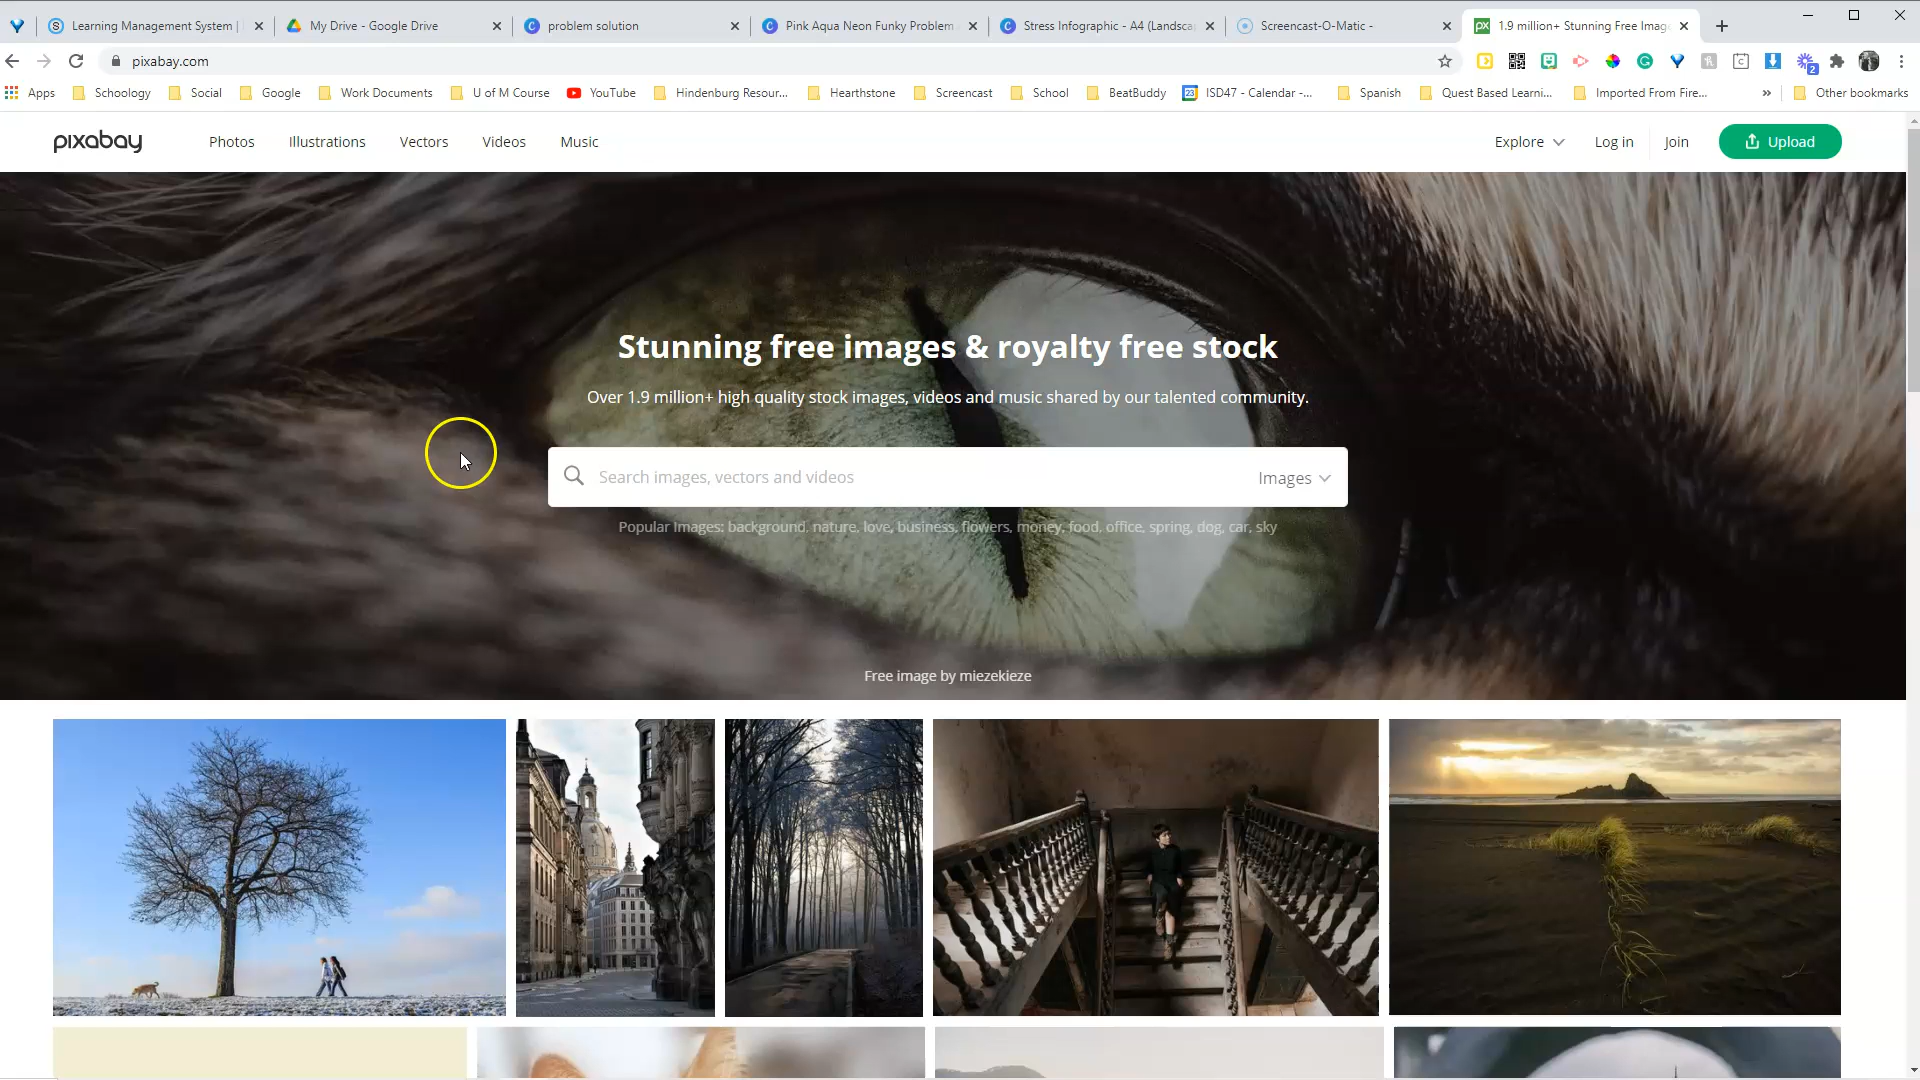 Learning Management System |
My Drive - Google Drive
problem solution
Pink Aqua Neon Funky Problem
Stress Infographic - A4 (Landsca
Screencast-O-Matic -
1.9 million+ Stunning Free Imag
pixabay.com
2
Apps
Schoology
Social
Google
Work Documents
U of M Course
YouTube
Hindenburg Resour...
Hearthstone
Screencast
School
BeatBuddy
ISD47 - Calendar -...
Spanish
Quest Based Learni...
Imported From Fire...
»
Other bookmarks
pixabay
Photos
Illustrations
Vectors
Videos
Music
Explore
Log in
Join
Upload
Stunning free images & royalty free stock
Over 1.9 million+ high quality stock images, videos and music shared by our talented community.
Search images, vectors and videos
Images
Popular Images: background, nature, love, business, flowers, money, food, office, spring, dog, car, sky
Free image by miezekieze